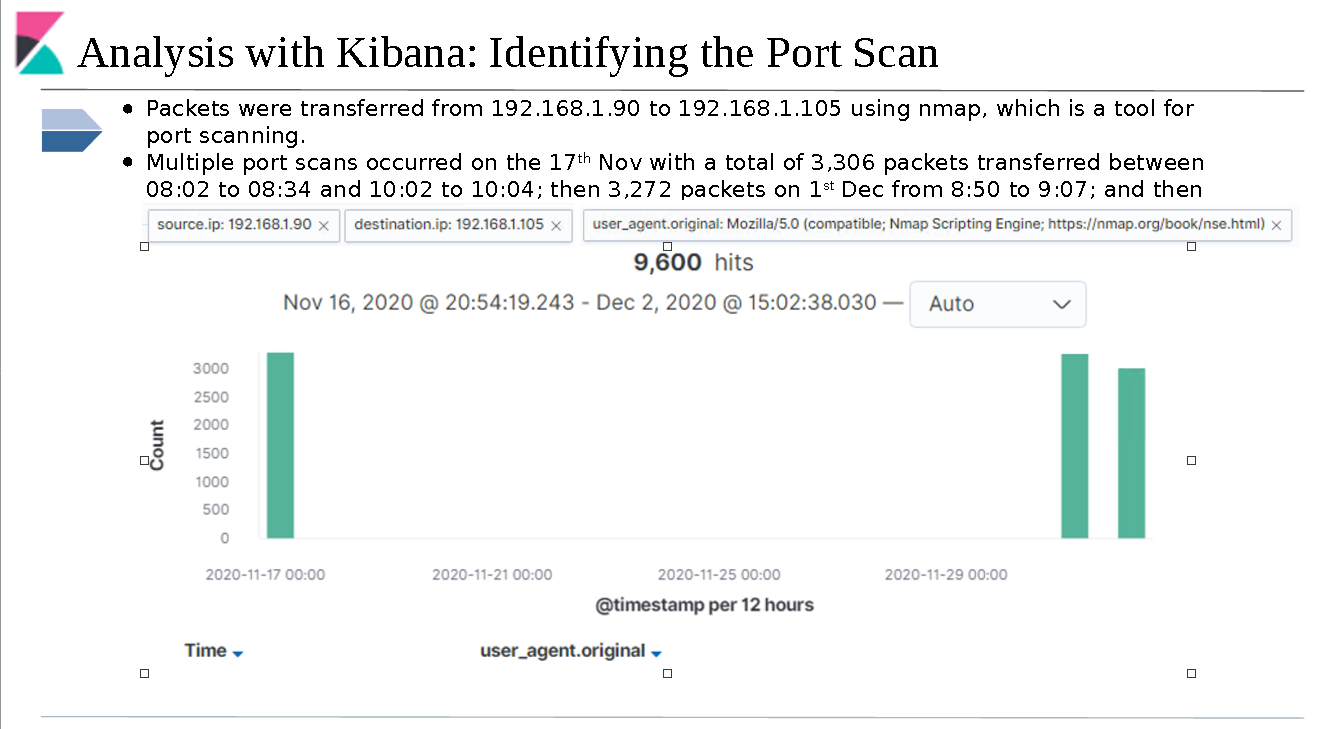 Analysis with Kibana: Identifying the Port Scan
● Packets were transferred from 192.168.1.90 to 192.168.1.105 using nmap, which is a tool for
port scanning.
● Multiple port scans occurred on the 17th Nov with a total of 3,306 packets transferred between
08:02 to 08:34 and 10:02 to 10:04; then 3,272 packets on 1st Dec from 8:50 to 9:07; and then
source.ip: 192.168.1.90 × destination.ip: 192.168.1.105 × user_agent.original: Mozilla/5.0 (compatible; Nmap Scripting Engine; https://nmap.org/book/nse.html) ×
9,600 hits
Nov 16, 2020 @ 20:54:19.243 - Dec 2, 2020 @ 15:02:38.030 — Auto
3000
2500
2000
1500
1000
500
0
Count
2020-11-17 00:00 2020-11-21 00:00 2020-11-25 00:00 2020-11-29 00:00
@timestamp per 12 hours
Time user_agent.original